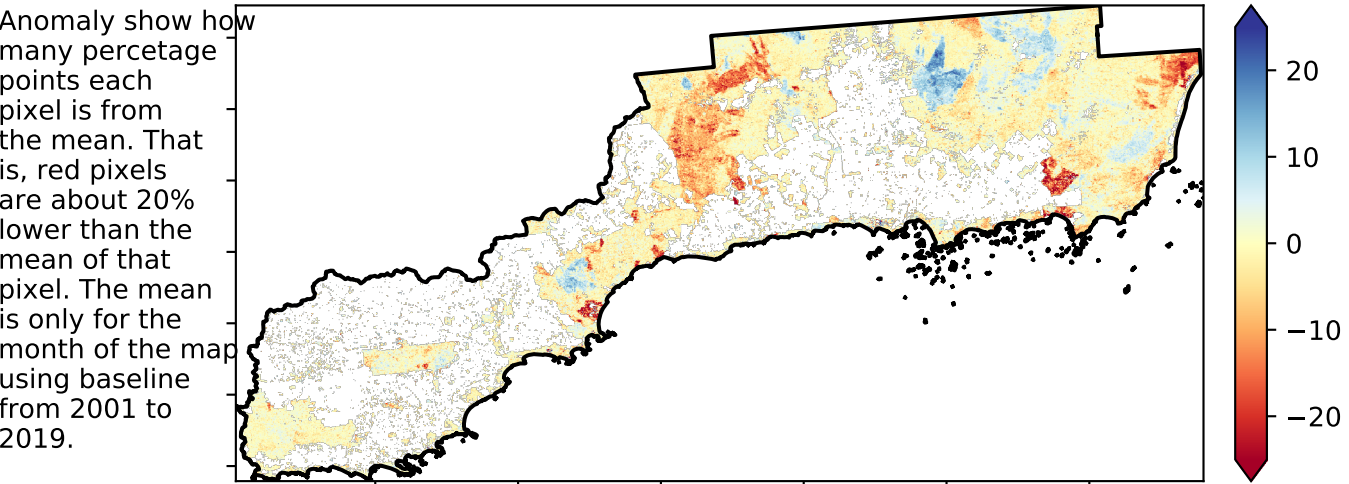 Anomaly show how
many percetage
points each
pixel is from
the mean. That
is, red pixels
are about 20%
lower than the
mean of that
pixel. The mean
is only for the
month of the map
using baseline
from 2001 to
2019.
20
10
0
−10
−20